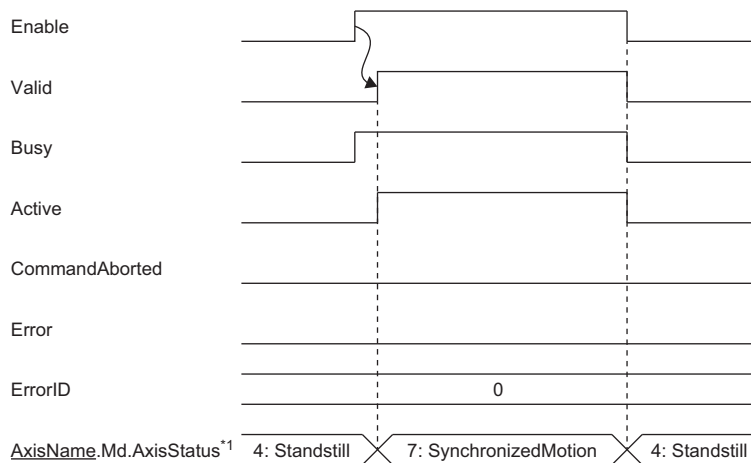 Enable
Valid
Busy
Active
CommandAborted
Error
ErrorID 0
AxisName.Md.AxisStatus*1 4: Standstill 7: SynchronizedMotion 4: Standstill